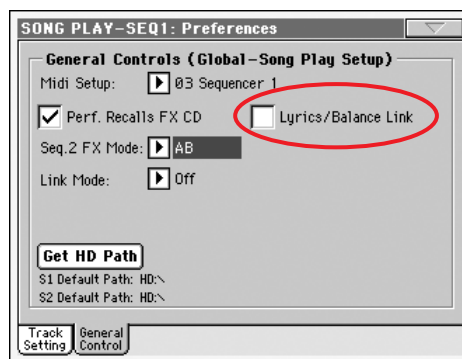 SONG PLAY-SEQ1: Preferences
General Controls (Global-Song Play Setup)
Midi Setup: 03 Sequencer 1
Perf. Recalls FX CD Lyrics/Balance Link
Seq.2 FX Mode: AB
Link Mode: Off
Get HD Path
S1 Default Path: HD:\
S2 Default Path: HD:\
Track Setting General Control